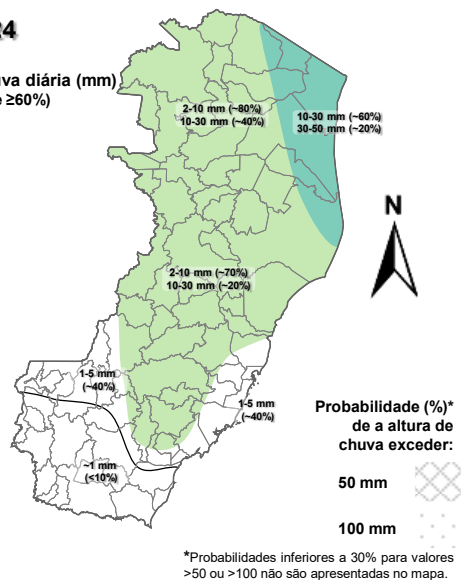 24
uva diária (mm)
e ≥60%)
2-10 mm (~80%)
10-30 mm (~40%)
10-30 mm (~60%)
30-50 mm (~20%)
N
2-10 mm (~70%)
10-30 mm (~20%)
1-5 mm
(~40%)
1-5 mm
(~40%)
~1 mm
(<10%)
Probabilidade (%)*
de a altura de
chuva exceder:
50 mm
100 mm
*Probabilidades inferiores a 30% para valores
>50 ou >100 não são apresentadas no mapa.